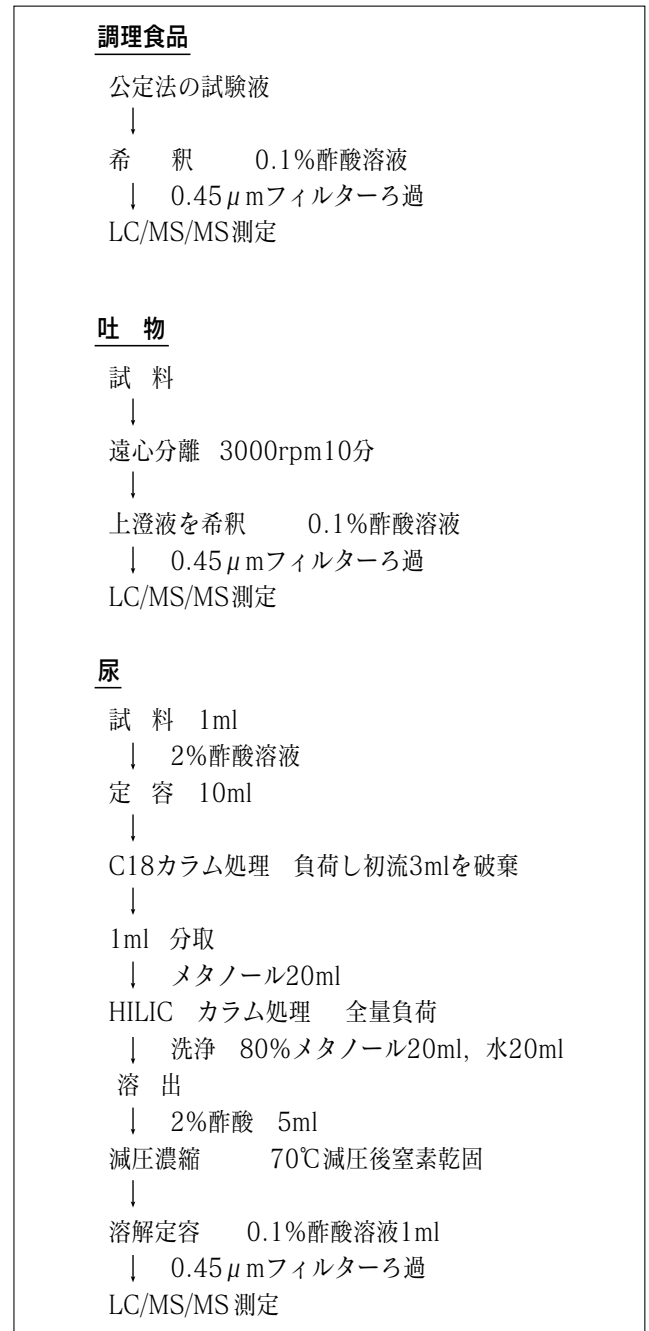 調理食品
公定法の試験液
↓
希 釈 0.1%酢酸溶液
↓ 0.45μmフィルターろ過
LC/MS/MS測定
吐 物
試 料
↓
遠心分離 3000rpm10分
↓
上澄液を希釈 0.1%酢酸溶液
↓ 0.45μmフィルターろ過
LC/MS/MS測定
尿
試 料 1ml
↓ 2%酢酸溶液
定 容 10ml
↓
C18カラム処理 負荷し初流3mlを破棄
↓
1ml 分取
↓ メタノール20ml
HILIC カラム処理 全量負荷
↓ 洗浄 80%メタノール20ml, 水20ml
溶 出
↓ 2%酢酸 5ml
減圧濃縮 70℃減圧後窒素乾固
↓
溶解定容 0.1%酢酸溶液1ml
↓ 0.45μmフィルターろ過
LC/MS/MS 測定